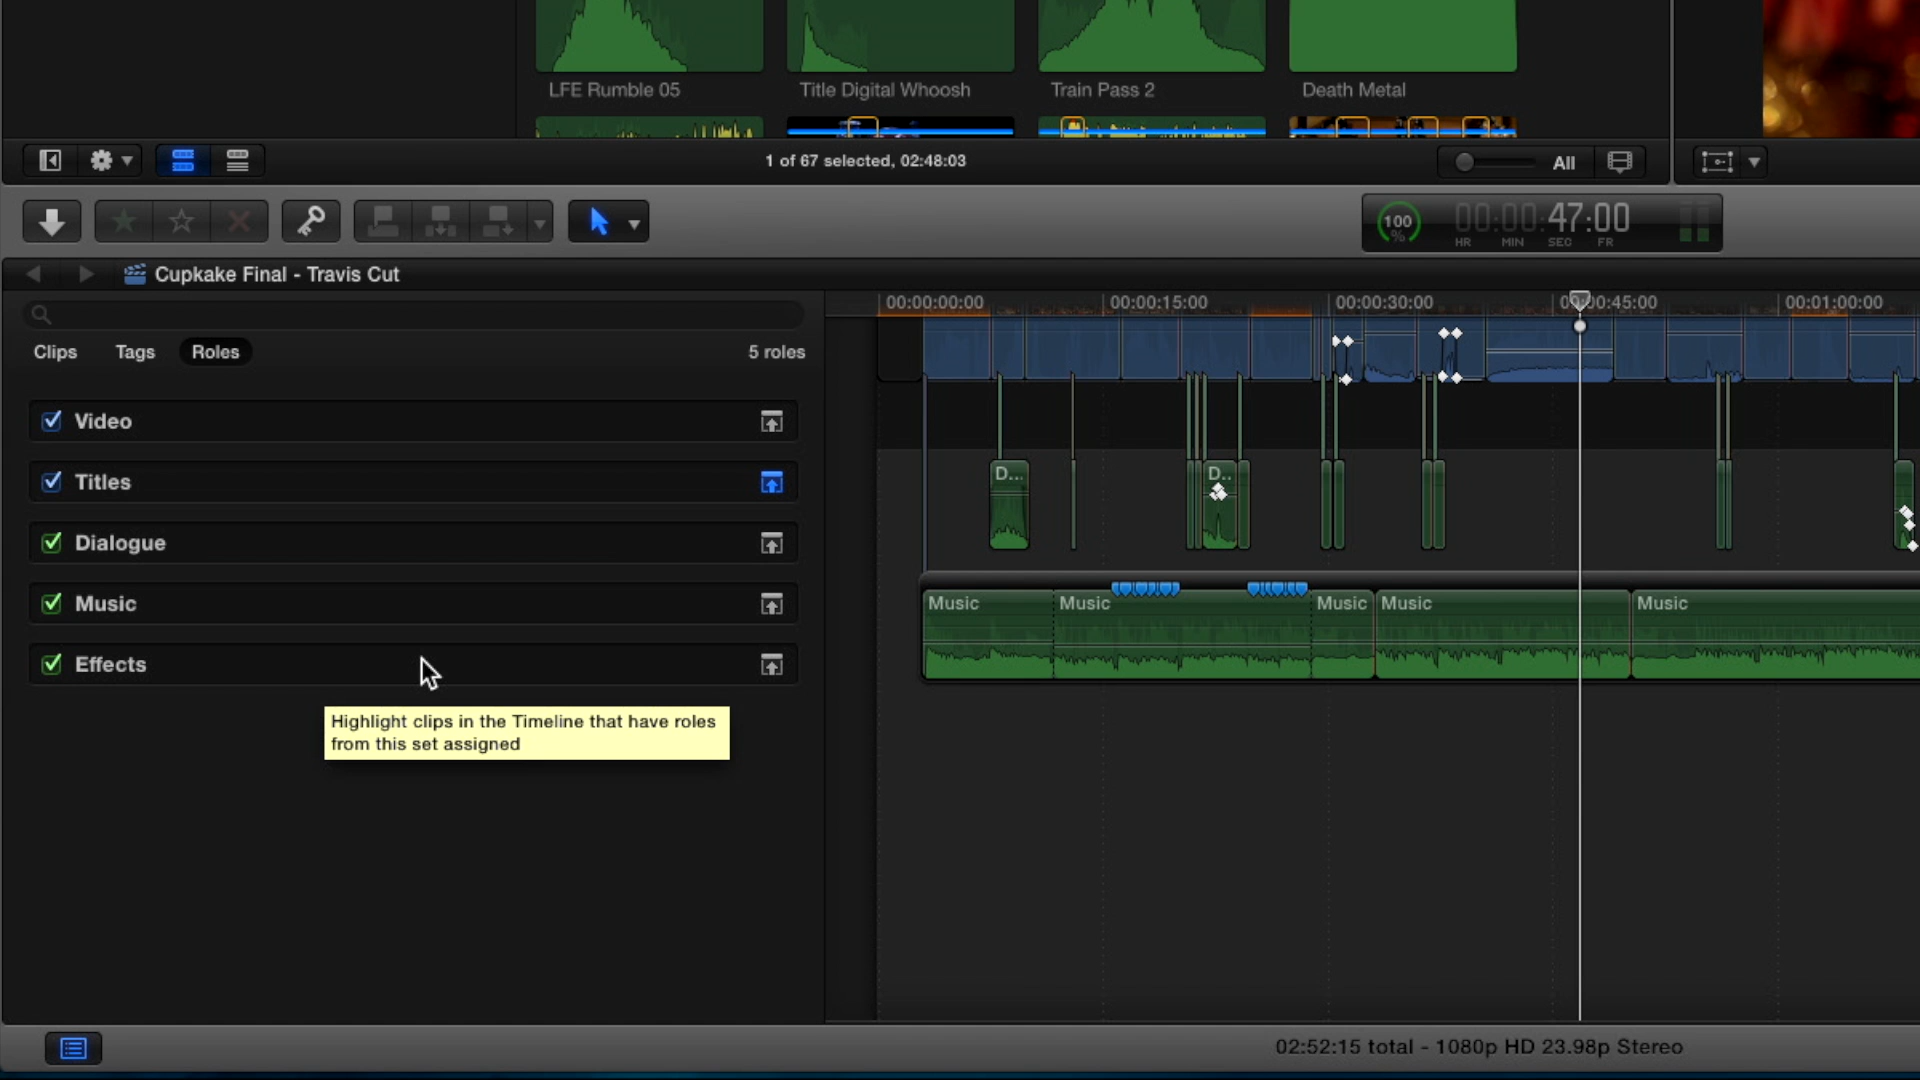 LFE Rumble 05
Title Digital Whoosh
Train Pass 2
Death Metal
1 of 67 selected, 02:48:03
All
100
%
00:00:47:00
HR MIN SEC FR
Cupkake Final - Travis Cut
00:00:00:00
00:00:15:00
00:00:30:00
00:00:45:00
00:01:00:00
Clips
Tags
Roles
5 roles
Video
Titles
D...
D..
Dialogue
Music
Music
Music
Music
Music
Music
Effects
Highlight clips in the Timeline that have roles
from this set assigned
02:52:15 total - 1080p HD 23.98p Stereo